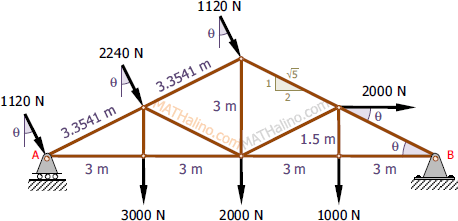 1120 N
θ
2240 N
θ
1120 N
θ
3.3541 m
3.3541 m
MATHalino.com
MATHalino.com
3 m
1
√5
2
2000 N
θ
θ
1.5 m
A
B
3 m
3 m
3 m
3 m
3000 N
2000 N
1000 N